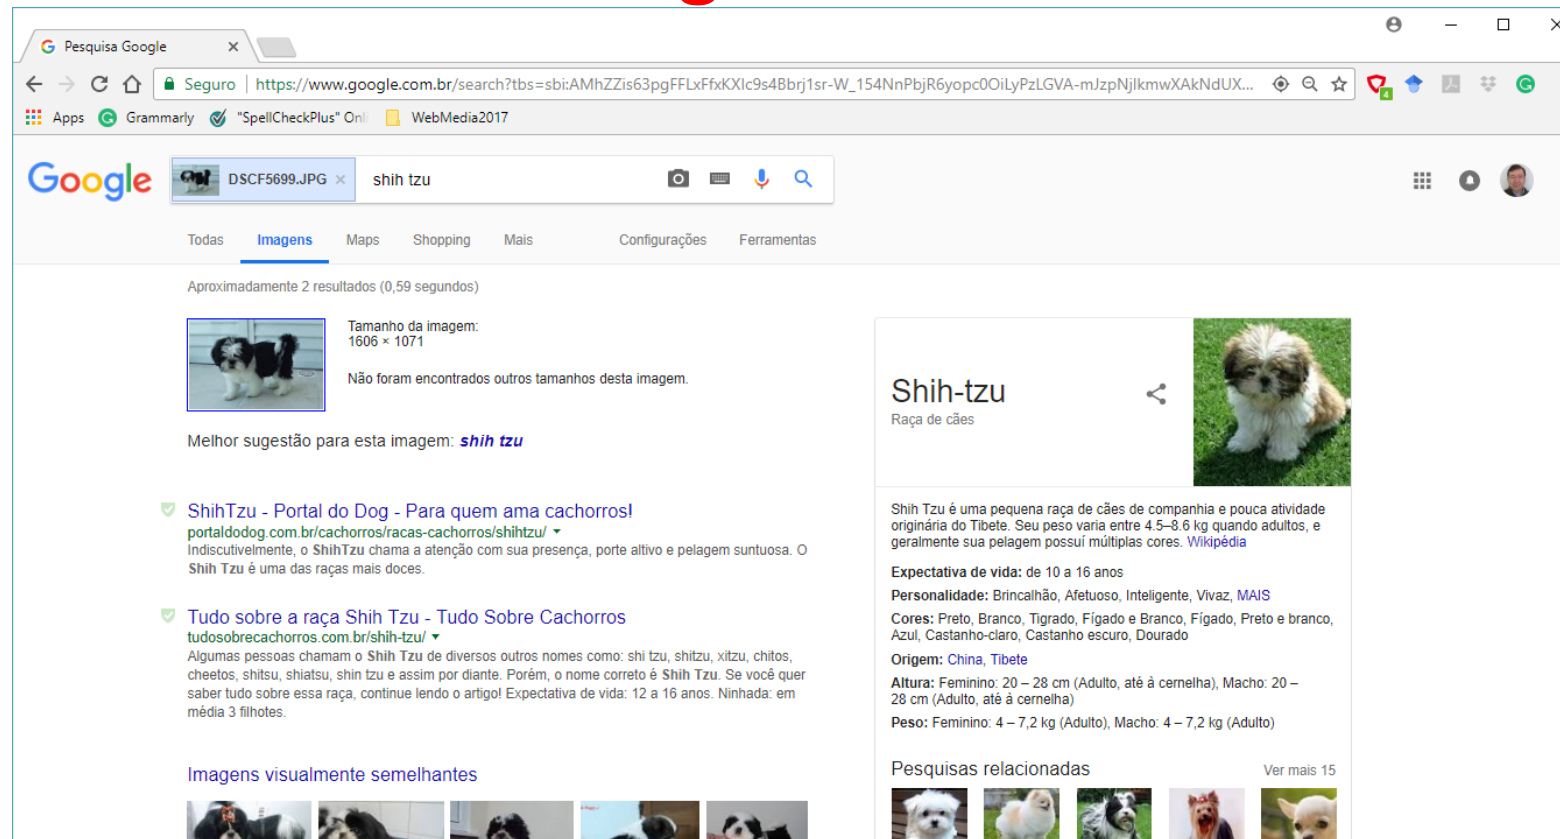 Pesquisa Google
Seguro | https://www.google.com.br/search?tbs=sbi:AMhZZis63pgFFLxFfxKXIc9s4Bbrj1sr-W_154NnPbjR6yopc0OiLyPzLGVA-mJzpNjlkmwXAkNdUX...
4
Apps Grammarly "SpellCheckPlus" Onli WebMedia2017
Google DSCF5699.JPG × shih tzu
Todas Imagens Maps Shopping Mais Configurações Ferramentas
Aproximadamente 2 resultados (0,59 segundos)
Tamanho da imagem:
1606 × 1071
Não foram encontrados outros tamanhos desta imagem.
Melhor sugestão para esta imagem: shih tzu
ShihTzu - Portal do Dog - Para quem ama cachorros!
portaldodog.com.br/cachorros/racas-cachorros/shihtzu/
Indiscutivelmente, o ShihTzu chama a atenção com sua presença, porte altivo e pelagem suntuosa. O
Shih Tzu é uma das raças mais doces.
Tudo sobre a raça Shih Tzu - Tudo Sobre Cachorros
tudosobrecachorros.com.br/shih-tzu/
Algumas pessoas chamam o Shih Tzu de diversos outros nomes como: shi tzu, shitzu, xitzu, chitos,
cheetos, shitsu, shiatsu, shin tzu e assim por diante. Porém, o nome correto é Shih Tzu. Se você quer
saber tudo sobre essa raça, continue lendo o artigo! Expectativa de vida: 12 a 16 anos. Ninhada: em
média 3 filhotes.
Imagens visualmente semelhantes
Shih-tzu
Raça de cães
Shih Tzu é uma pequena raça de cães de companhia e pouca atividade
originária do Tibete. Seu peso varia entre 4.5–8.6 kg quando adultos, e
geralmente sua pelagem possuí múltiplas cores. Wikipédia
Expectativa de vida: de 10 a 16 anos
Personalidade: Brincalhão, Afetuoso, Inteligente, Vivaz, MAIS
Cores: Preto, Branco, Tigrado, Fígado e Branco, Fígado, Preto e branco,
Azul, Castanho-claro, Castanho escuro, Dourado
Origem: China, Tibete
Altura: Feminino: 20 – 28 cm (Adulto, até à cernelha), Macho: 20 –
28 cm (Adulto, até à cernelha)
Peso: Feminino: 4 – 7,2 kg (Adulto), Macho: 4 – 7,2 kg (Adulto)
Pesquisas relacionadas
Ver mais 15